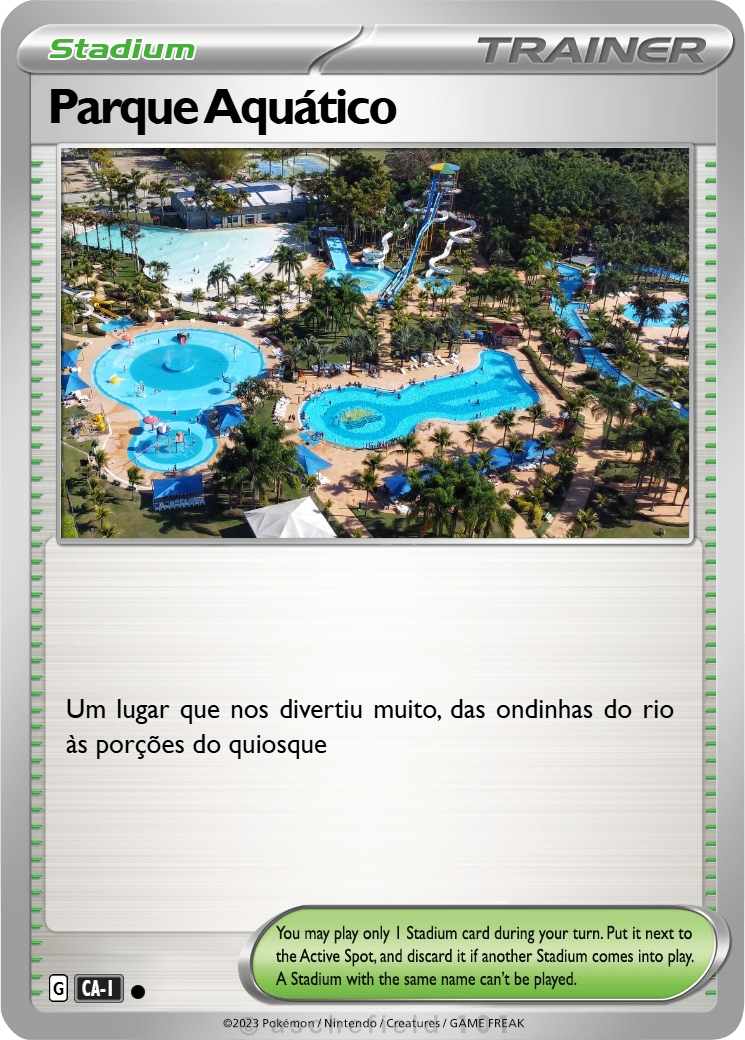 Stadium
TRAINER
Parque Aquático
Um lugar que nos divertiu muito, das ondinhas do rio
às porções do quiosque
You may play only 1 Stadium card during your turn. Put it next to
the Active Spot, and discard it if another Stadium comes into play.
A Stadium with the same name can't be played.
G CA-I
©2023 Pokémon / Nintendo / Creatures / GAME FREAK